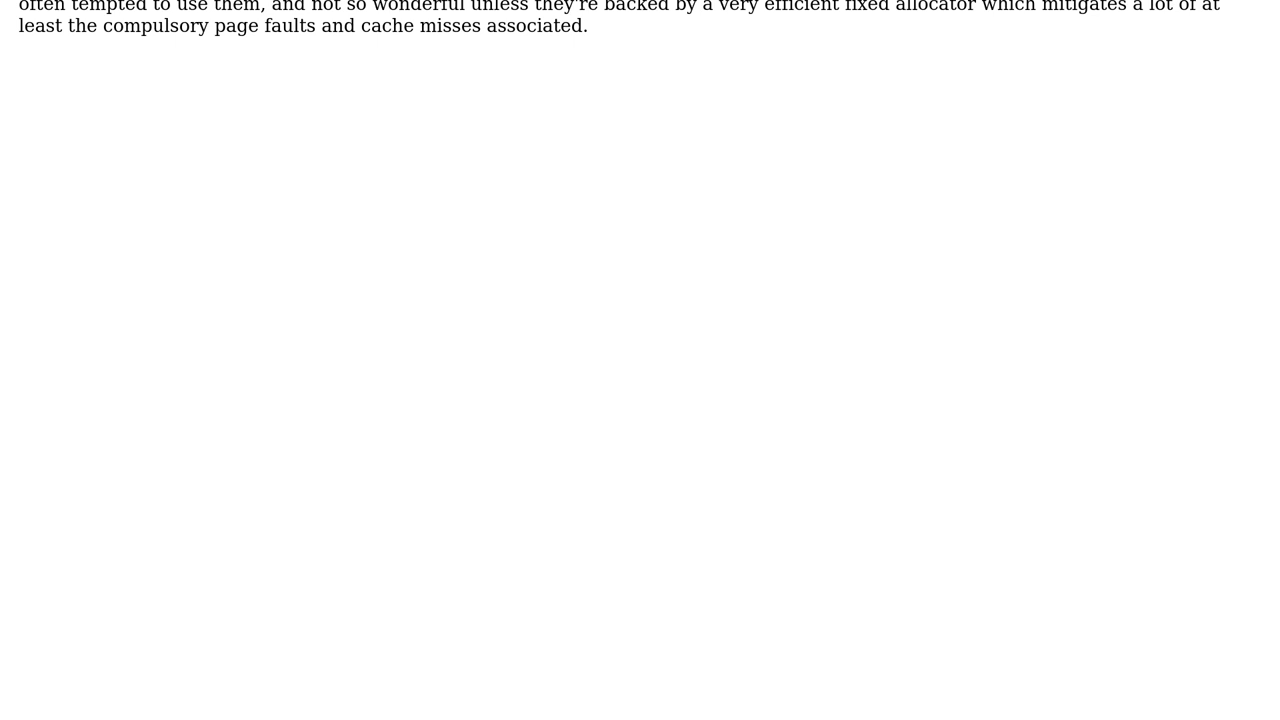 often tempted to use them, and not so wonderful unless they're backed by a very efficient fixed allocator which mitigates a lot of at
least the compulsory page faults and cache misses associated.